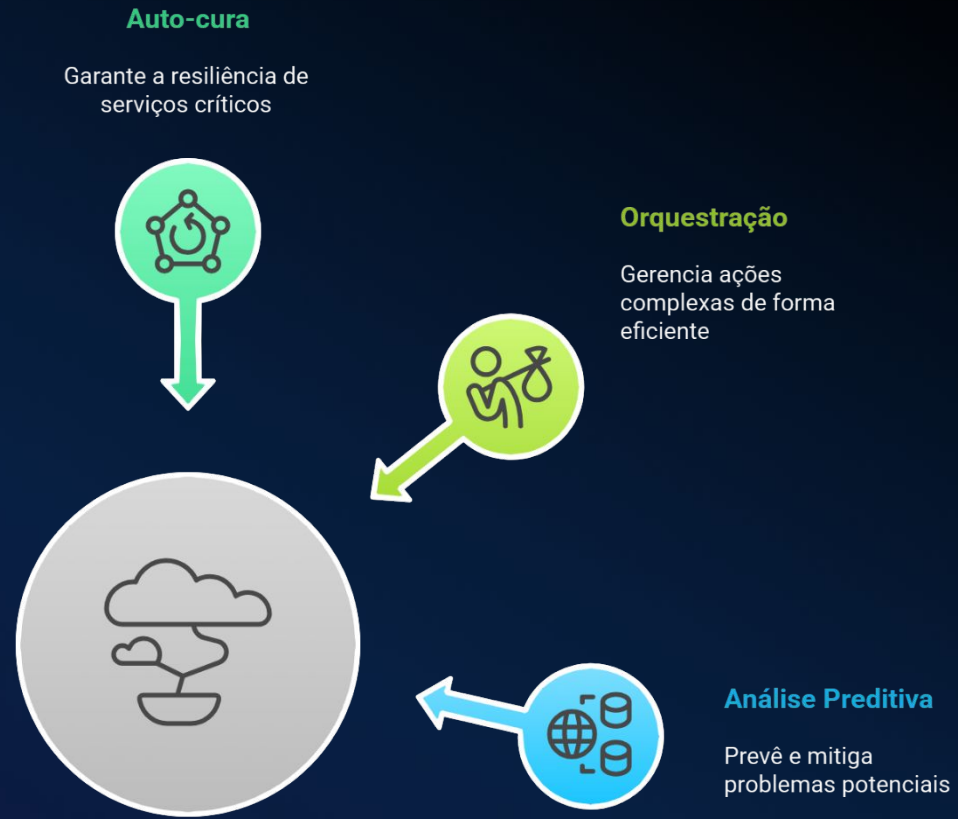 Auto-cura
Garante a resiliência de
serviços críticos
Orquestração
Gerencia ações
complexas de forma
eficiente
Análise Preditiva
Prevê e mitiga
problemas potenciais